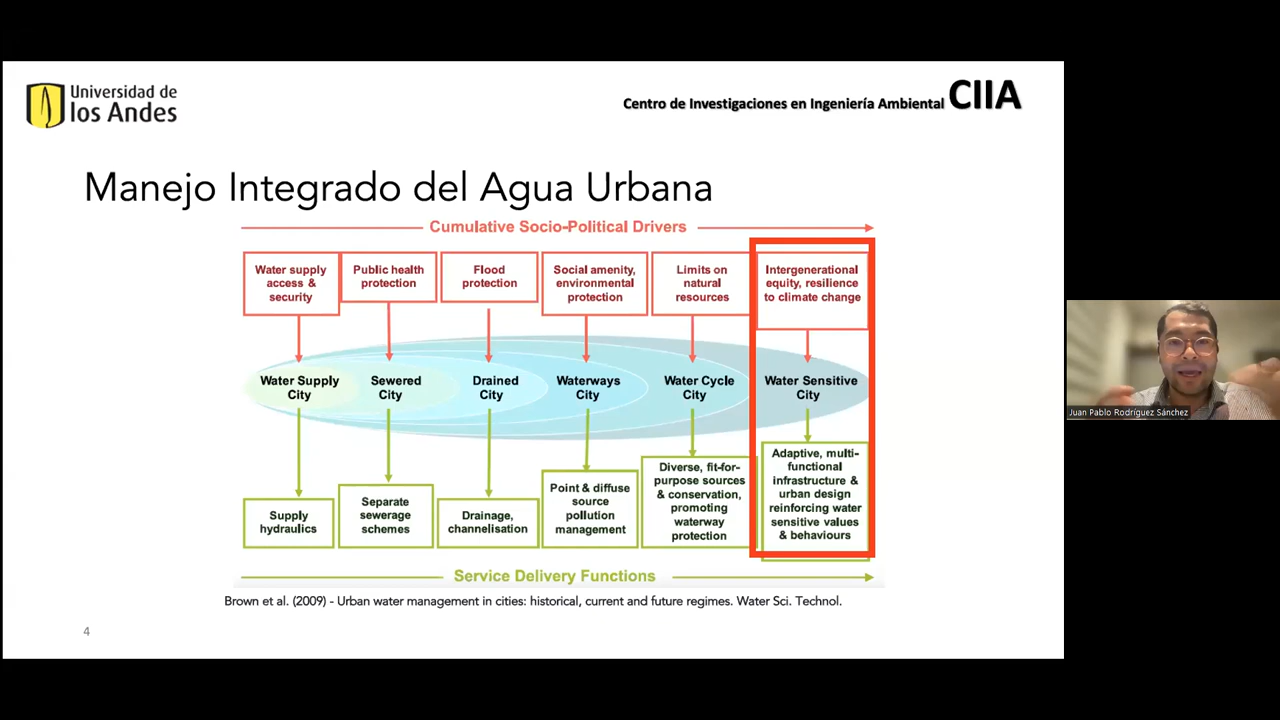 Universidad de
los Andes
Centro de Investigaciones en Ingeniería Ambiental CIIA
Manejo Integrado del Agua Urbana
Cumulative Socio-Political Drivers
Water supply
access &
security
Public health
protection
Flood
protection
Social amenity,
environmental
protection
Limits on
natural
resources
Intergenerational
equity, resilience
to climate change
Water Supply
City
Sewered
City
Drained
City
Waterways
City
Water Cycle
City
Water Sensitive
City
Supply
hydraulics
Separate
sewerage
schemes
Drainage,
channelisation
Point & diffuse
source
pollution
management
Diverse, fit-for-
purpose sources
& conservation,
promoting
waterway
protection
Adaptive, multi-
functional
infrastructure &
urban design
reinforcing water
sensitive values
& behaviours
Service Delivery Functions
Brown et al. (2009) - Urban water management in cities: historical, current and future regimes. Water Sci. Technol.
4
Juan Pablo Rodríguez Sánchez